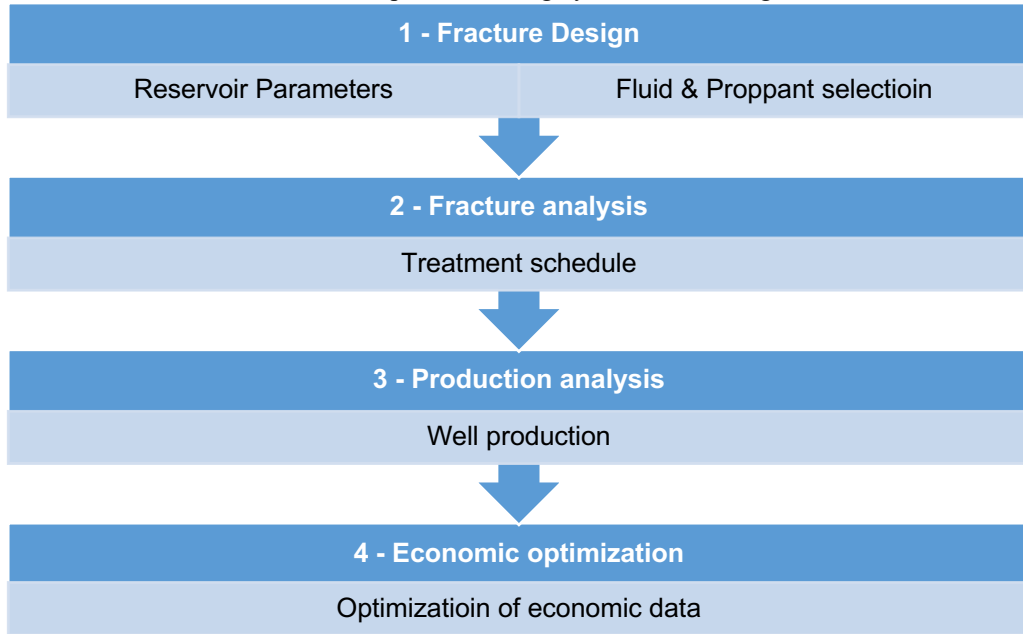 1 - Fracture Design
Reservoir Parameters
Fluid & Proppant selectioin
2 - Fracture analysis
Treatment schedule
3 - Production analysis
Well production
4 - Economic optimization
Optimizatioin of economic data